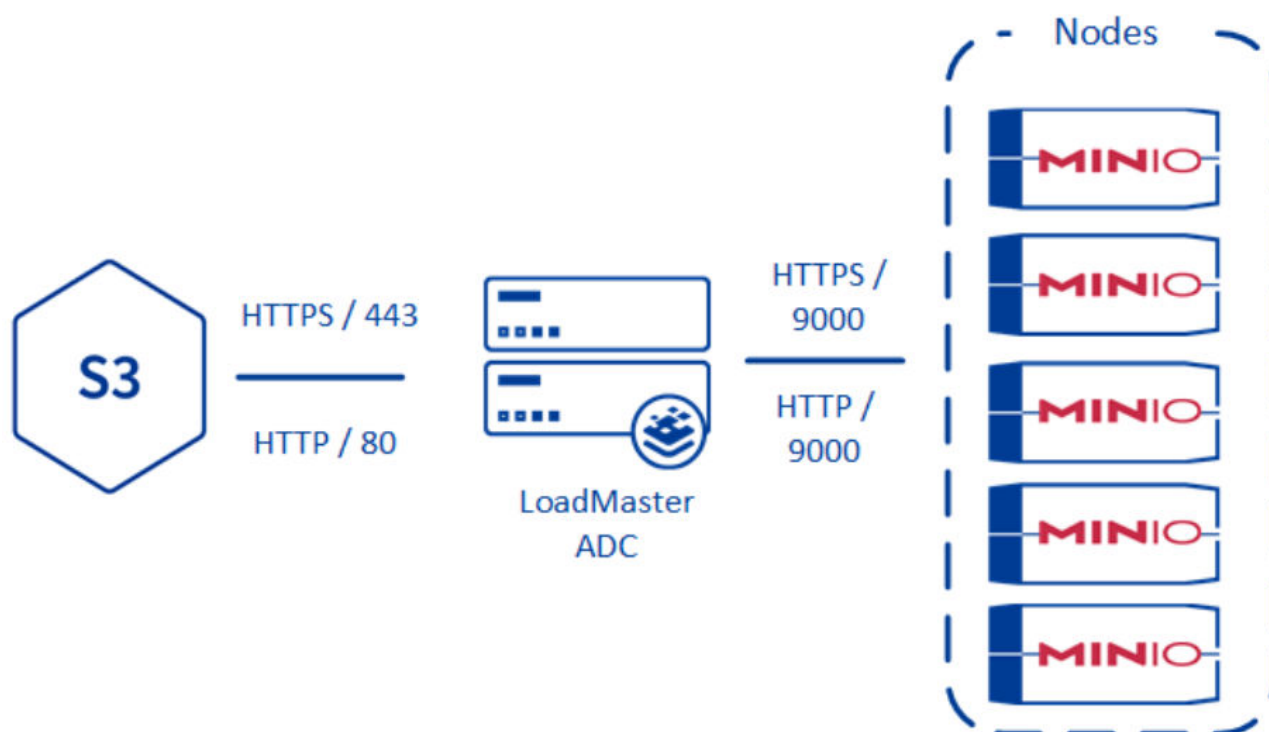 Nodes
MINIO
MINIO
MINIO
MINIO
MINIO
S3
HTTPS / 443
HTTP / 80
LoadMaster
ADC
HTTPS /
9000
HTTP /
9000